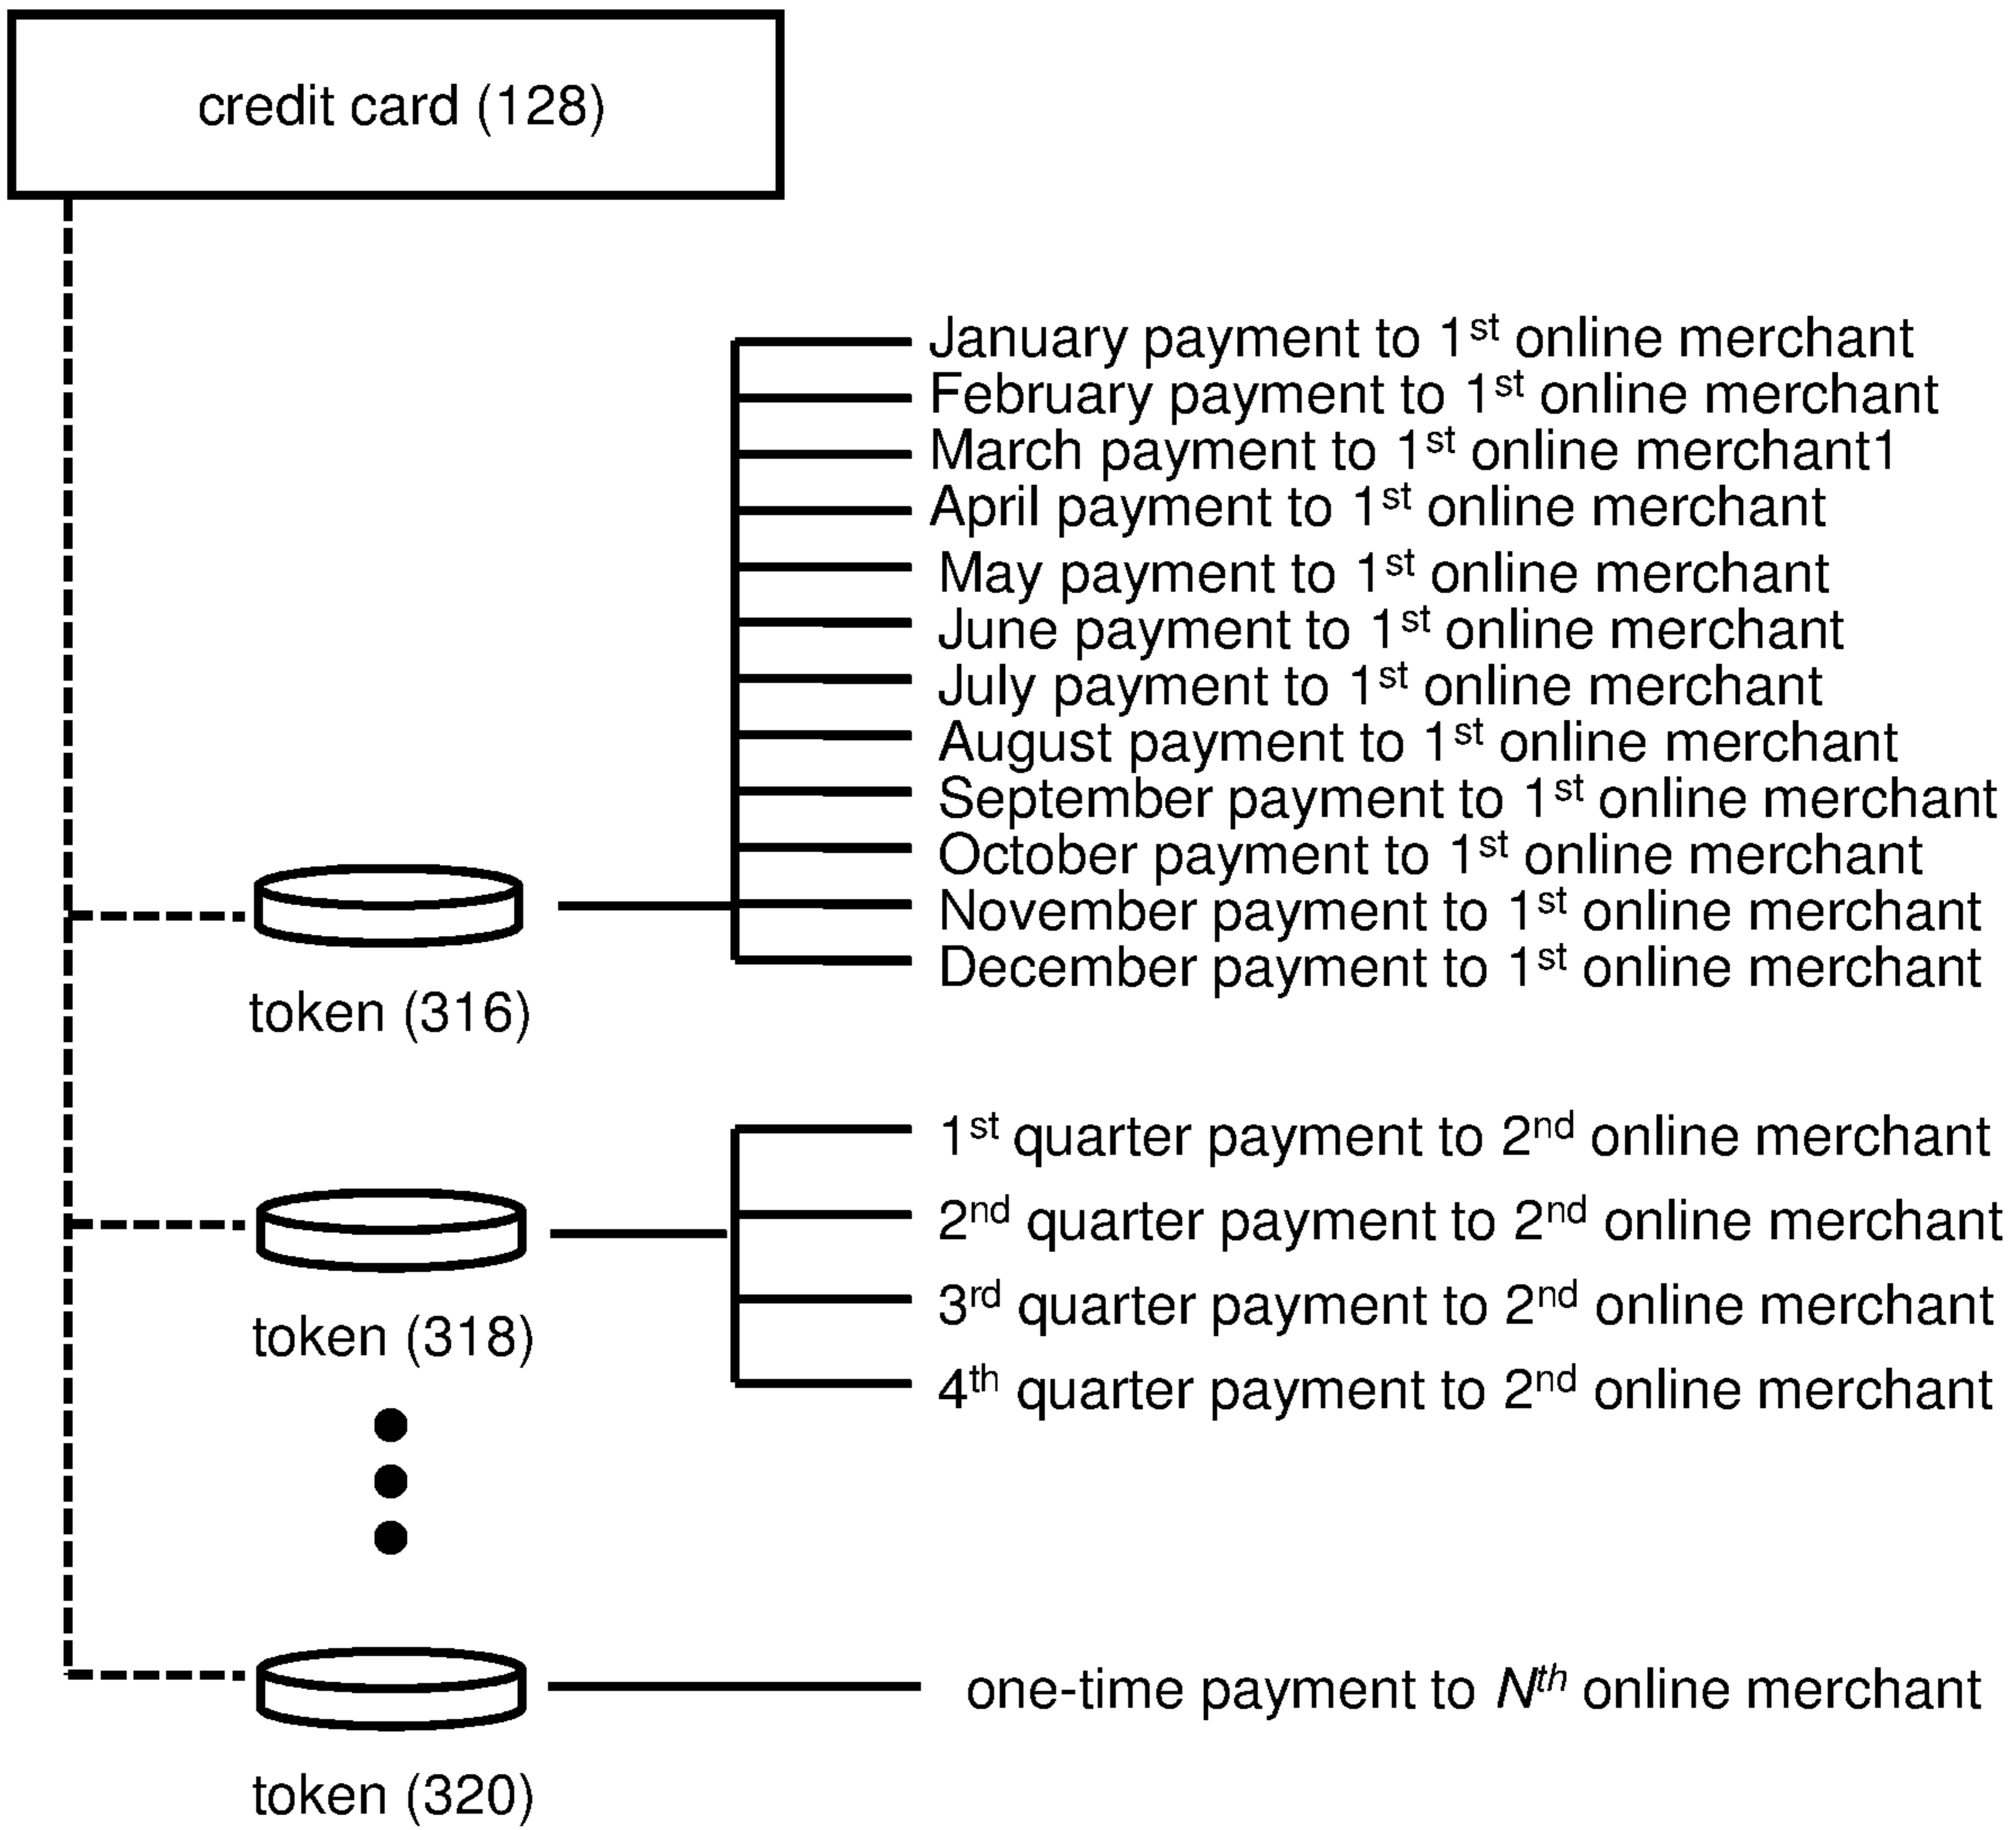 credit card (128)
January payment to 1st online merchant
February payment to 1st online merchant
March payment to 1st online merchant1
April payment to 1st online merchant
May payment to 1st online merchant
June payment to 1st online merchant
July payment to 1st online merchant
August payment to 1st online merchant
September payment to 1st online merchant
October payment to 1st online merchant
November payment to 1st online merchant
December payment to 1st online merchant
token (316)
1st quarter payment to 2nd online merchant
2nd quarter payment to 2nd online merchant
3rd quarter payment to 2nd online merchant
4th quarter payment to 2nd online merchant
token (318)
one-time payment to Nth online merchant
token (320)